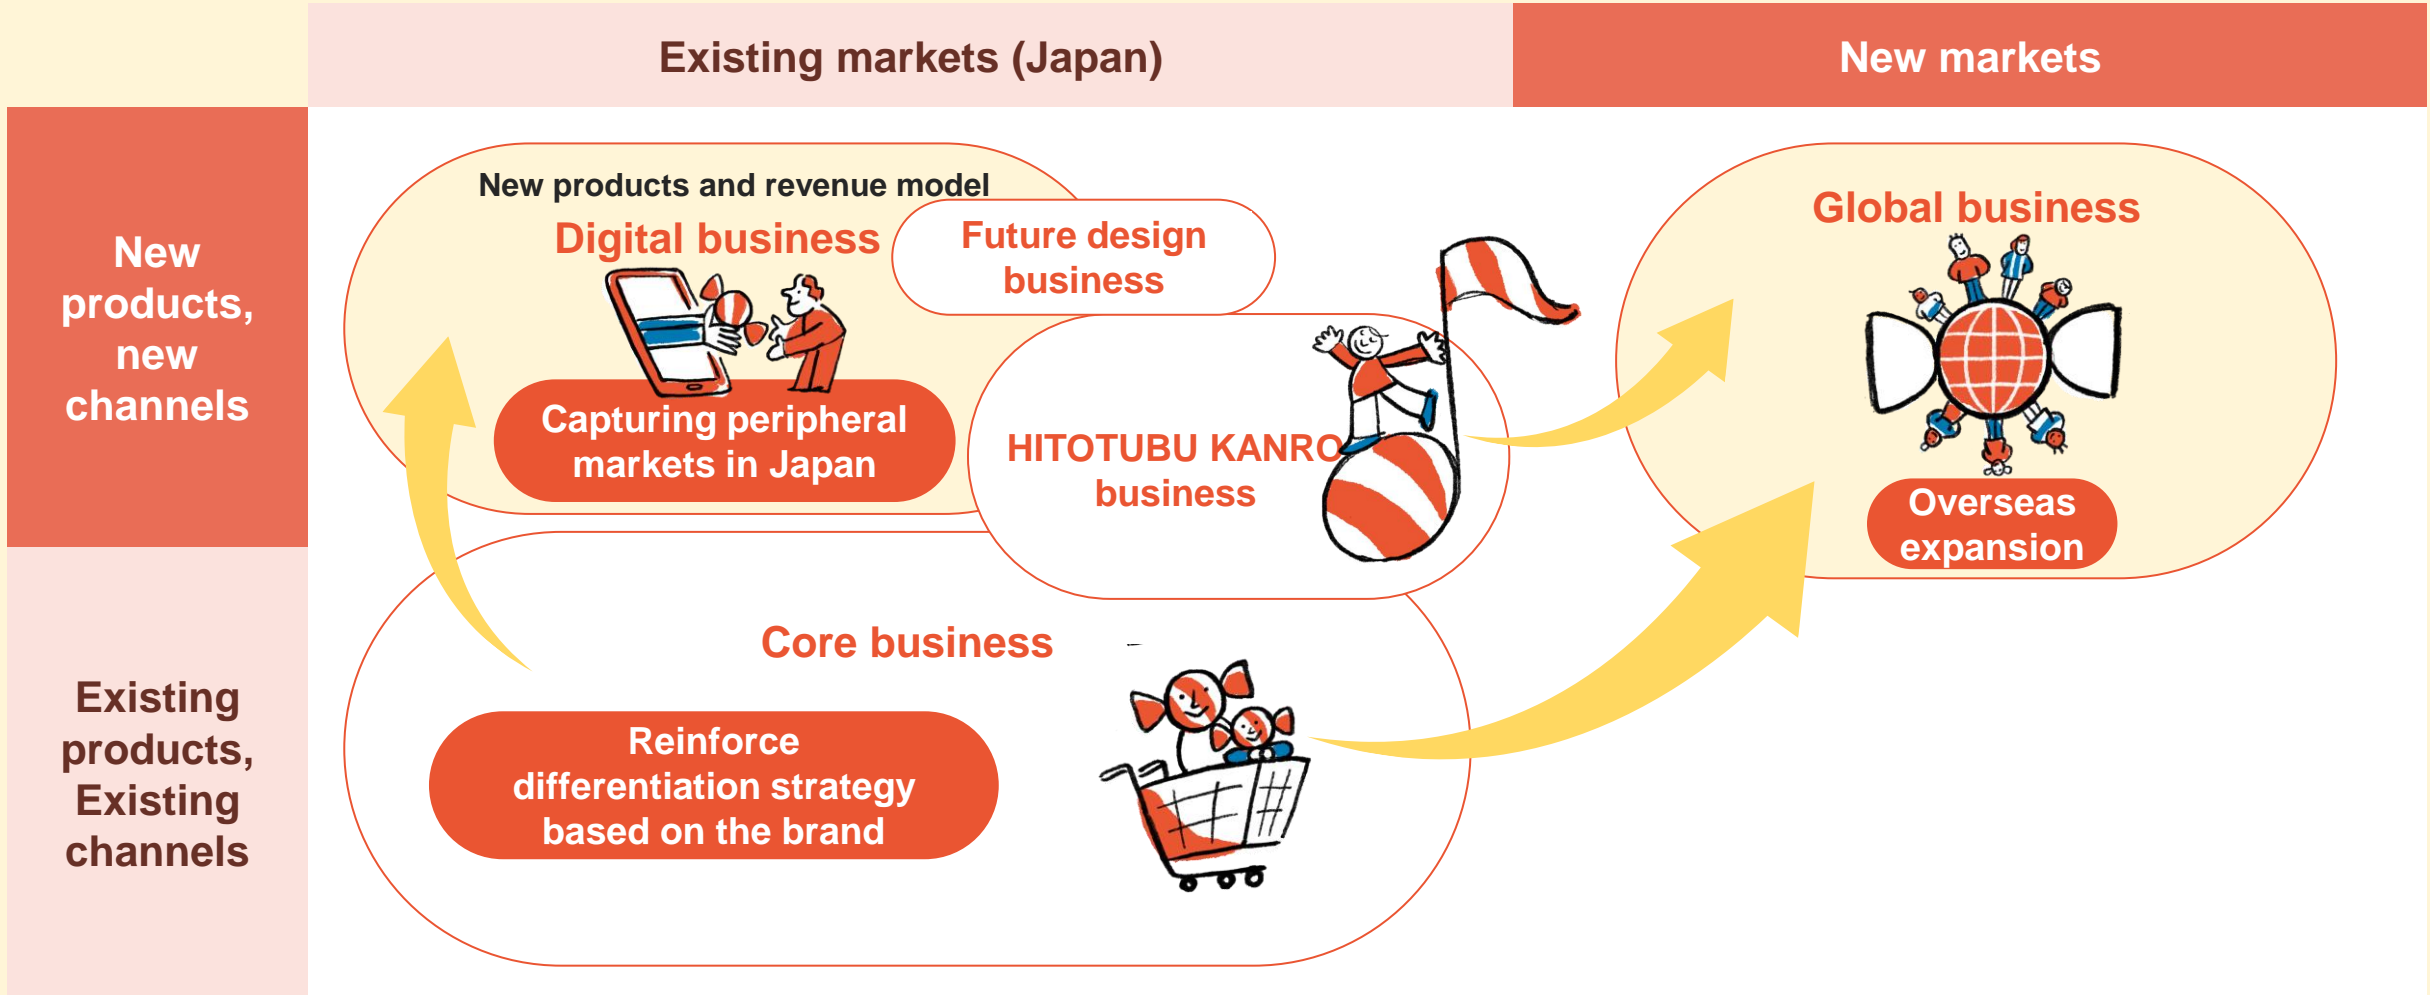 Existing markets (Japan)
New markets
New
products,
new
channels
New products and revenue model
Digital business
Future design
business
Capturing peripheral
markets in Japan
HITOTUBU KANRO
business
Global business
Overseas
expansion
Existing
products,
Existing
channels
Core business
Reinforce
differentiation strategy
based on the brand